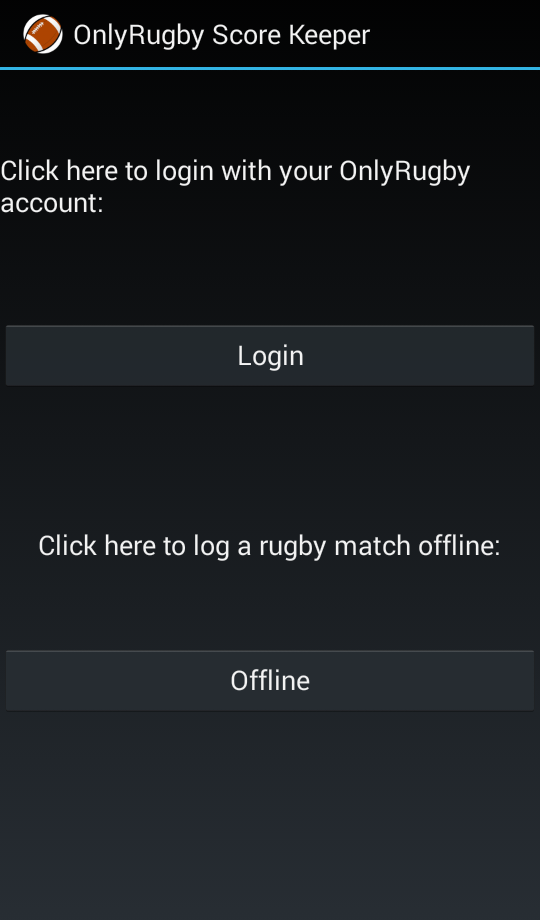 OnlyRugby Score Keeper
Click here to login with your OnlyRugby
account:
Login
Click here to log a rugby match offline:
Offline